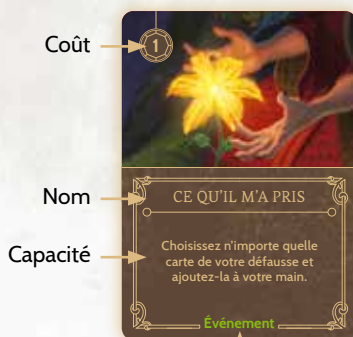 Coût
1
Nom
CE QU'IL M'A PRIS
Capacité
Choisissez n'importe quelle
carte de votre défausse et
ajoutez-la à votre main.
Événement